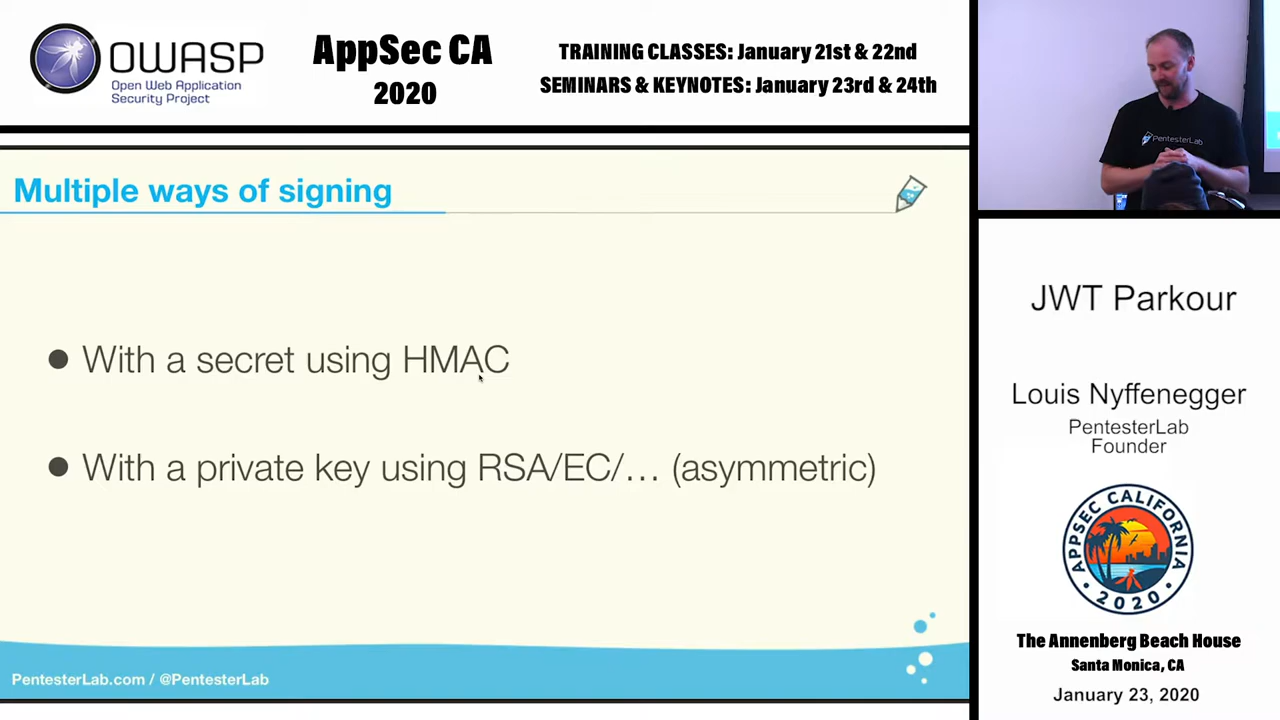 OWASP
Open Web Application
Security Project
AppSec CA
2020
TRAINING CLASSES: January 21st & 22nd
SEMINARS & KEYNOTES: January 23rd & 24th
PentesterLab
Multiple ways of signing
● With a secret using HMAC
● With a private key using RSA/EC/… (asymmetric)
PentesterLab.com / @PentesterLab
JWT Parkour
Louis Nyffenegger
PentesterLab
Founder
APPSEC CALIFORNIA
2020
The Annenberg Beach House
Santa Monica, CA
January 23, 2020